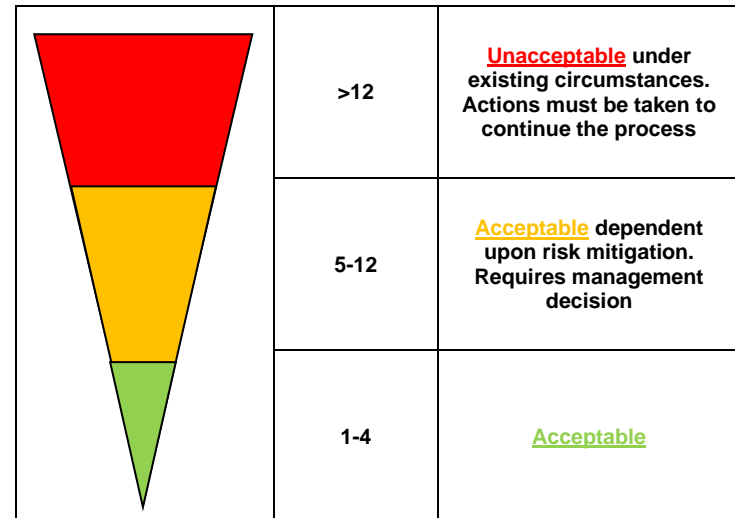 >12
Unacceptable under
existing circumstances.
Actions must be taken to
continue the process
5-12
Acceptable dependent
upon risk mitigation.
Requires management
decision
1-4
Acceptable